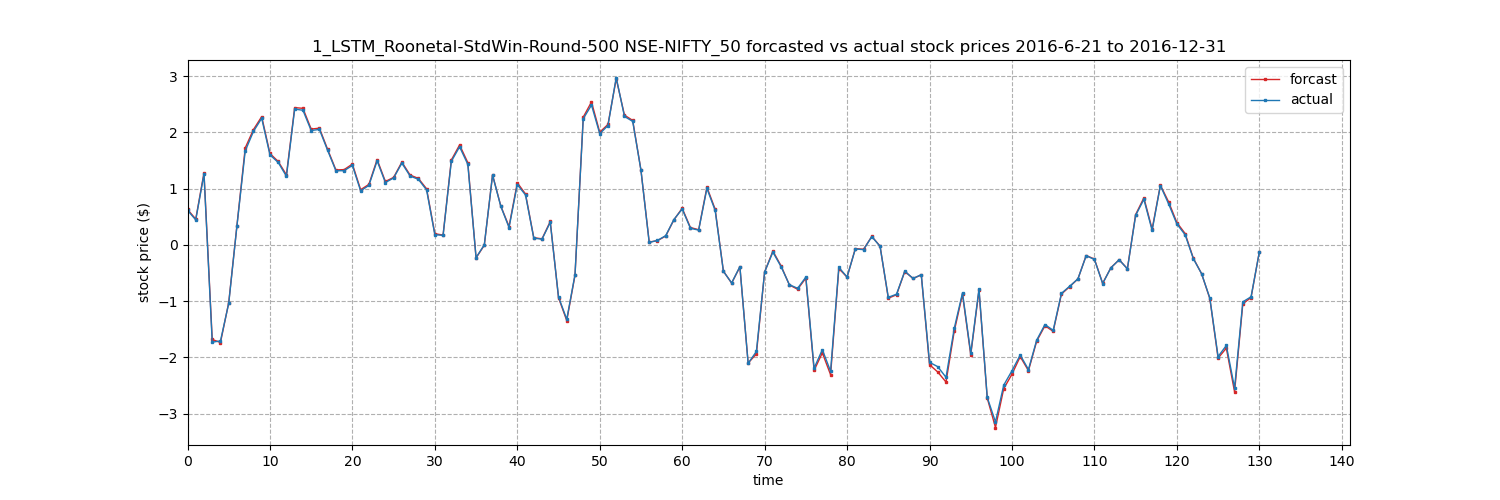 1_LSTM_Roonetal-StdWin-Round-500 NSE-NIFTY_50 forcasted vs actual stock prices 2016-6-21 to 2016-12-31
forcast
actual
stock price ($)
3
2
1
0
−1
−2
−3
0 10 20 30 40 50 60 70 80 90 100 110 120 130 140
time